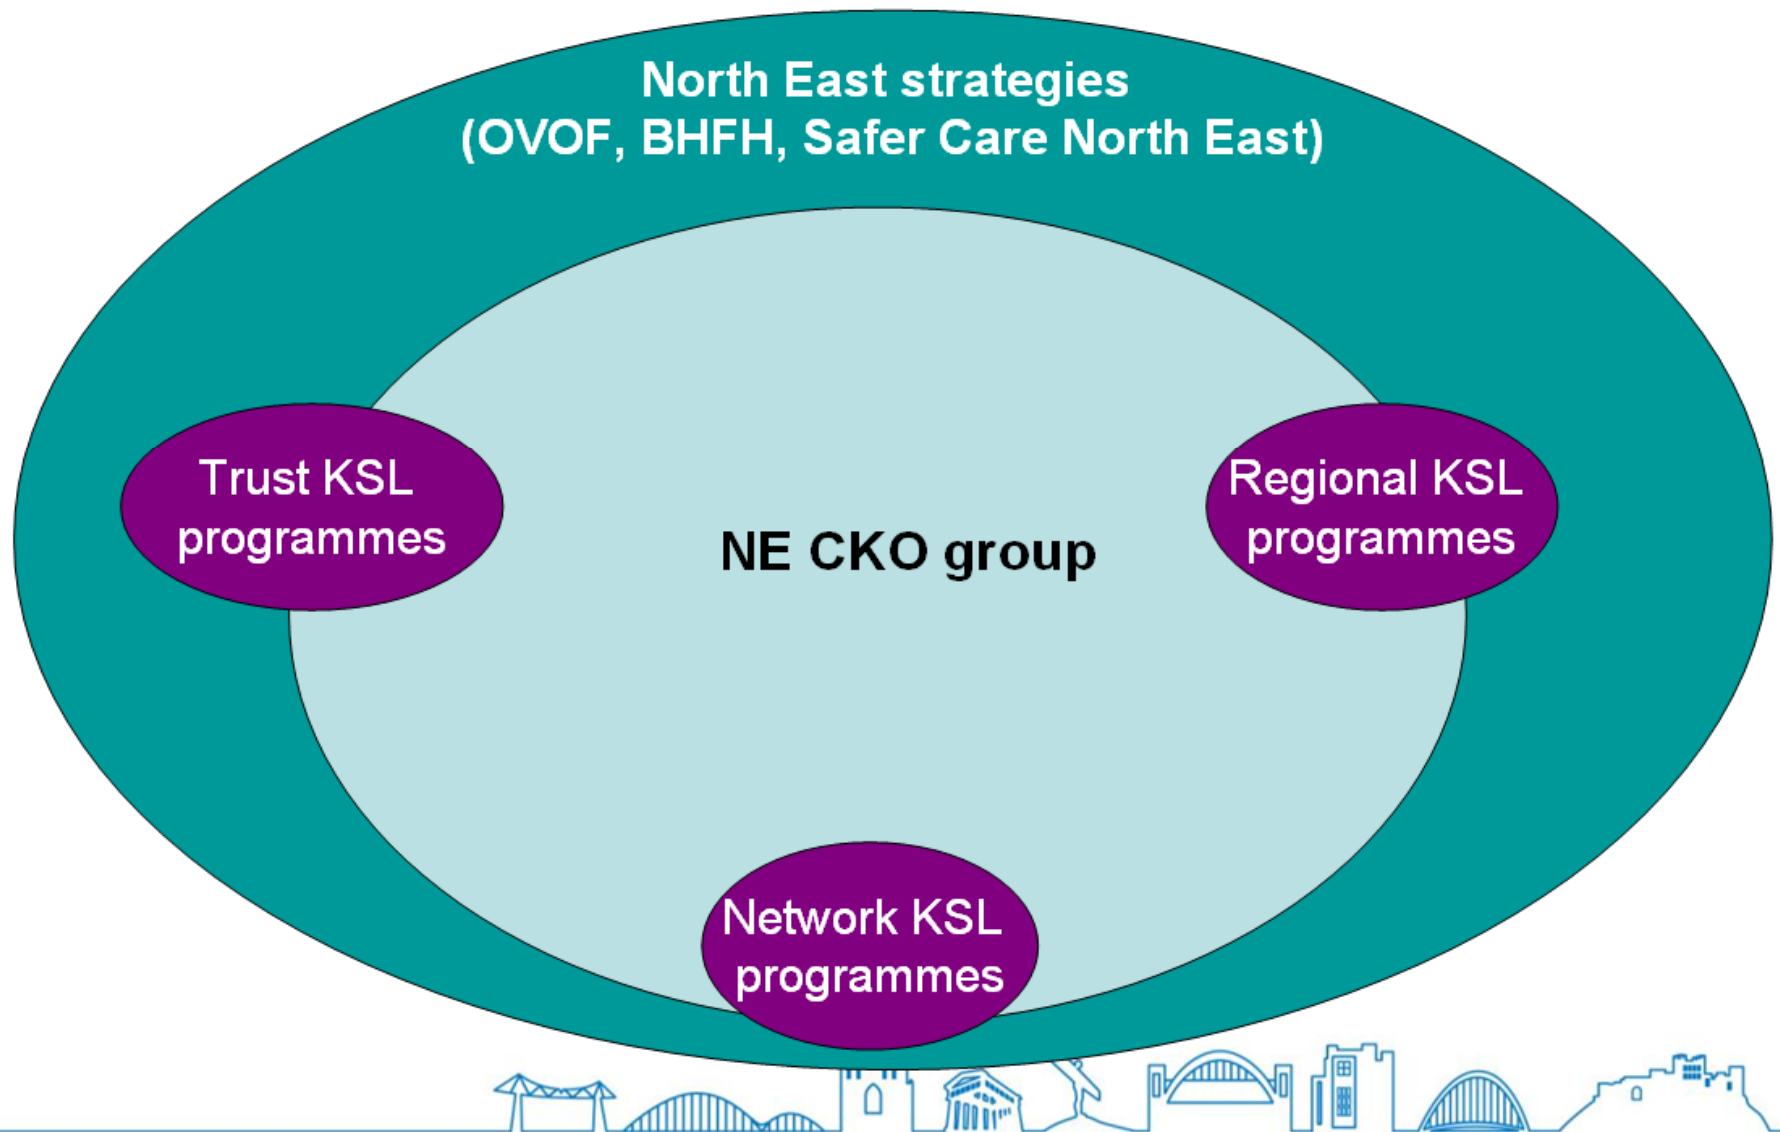 North East strategies
(OVOF, BHFH, Safer Care North East)
Trust KSL
programmes
Regional KSL
programmes
NE CKO group
Network KSL
programmes